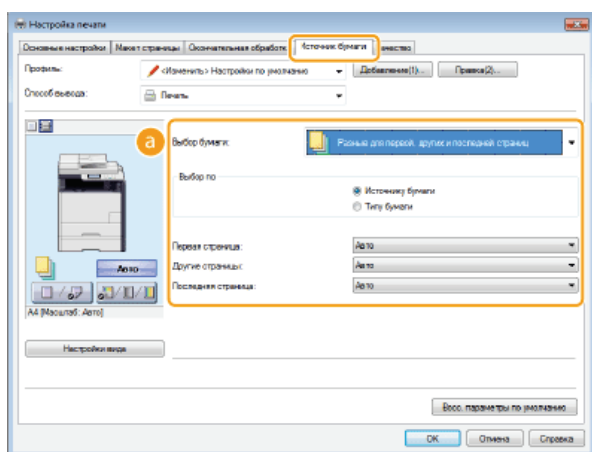 Настройка печати
Основные настройки Макет страницы Окончательная обработк Источник бумаги ачество
Профиль: <Изменить> Настройки по умолчанию Добавление(1)... Правка(2)...
Способ вывода: Печать
a
Выбор бумаги: Разные для первой, других и последней страниц
Выбор по
Источнику бумаги
Типу бумаги
Первая страница: Авто
Другие страницы: Авто
Последняя страница: Авто
Авто
A4 [Масштаб: Авто]
Настройки вида
Восс. параметры по умолчанию
OK Отмена Справка